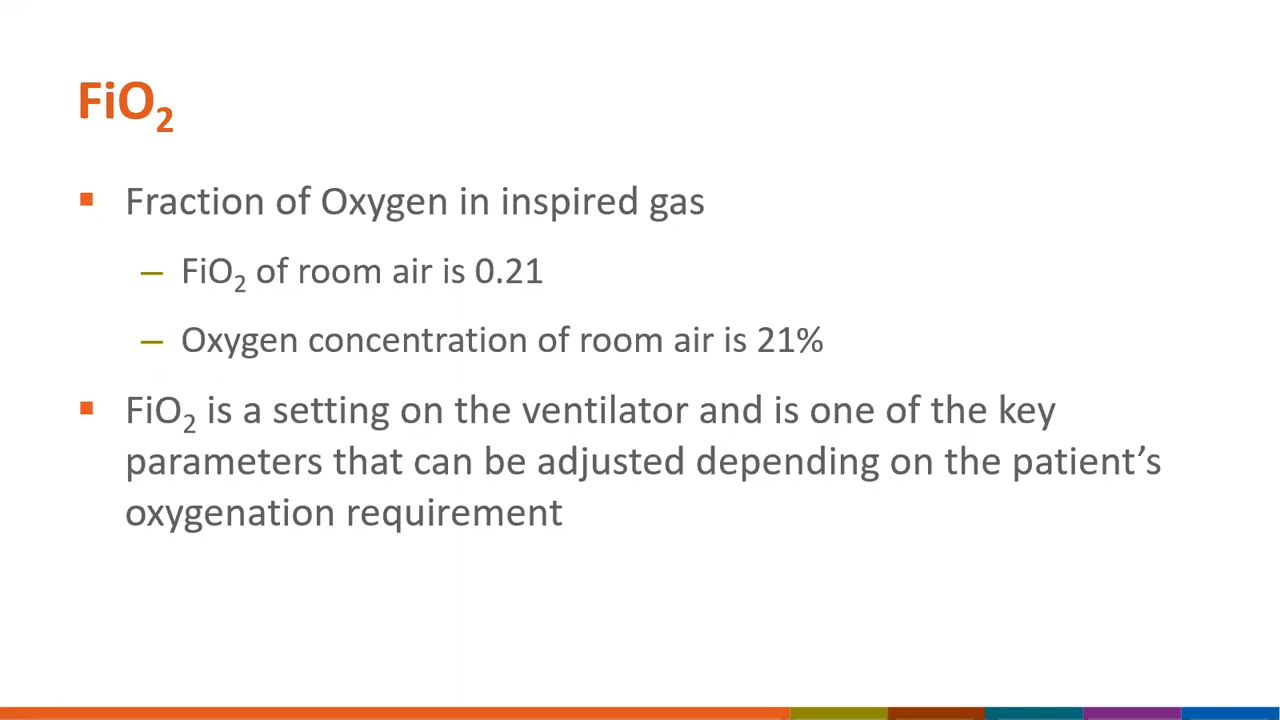 FiO₂
▪ Fraction of Oxygen in inspired gas
– FiO₂ of room air is 0.21
– Oxygen concentration of room air is 21%
▪ FiO₂ is a setting on the ventilator and is one of the key
parameters that can be adjusted depending on the patient’s
oxygenation requirement